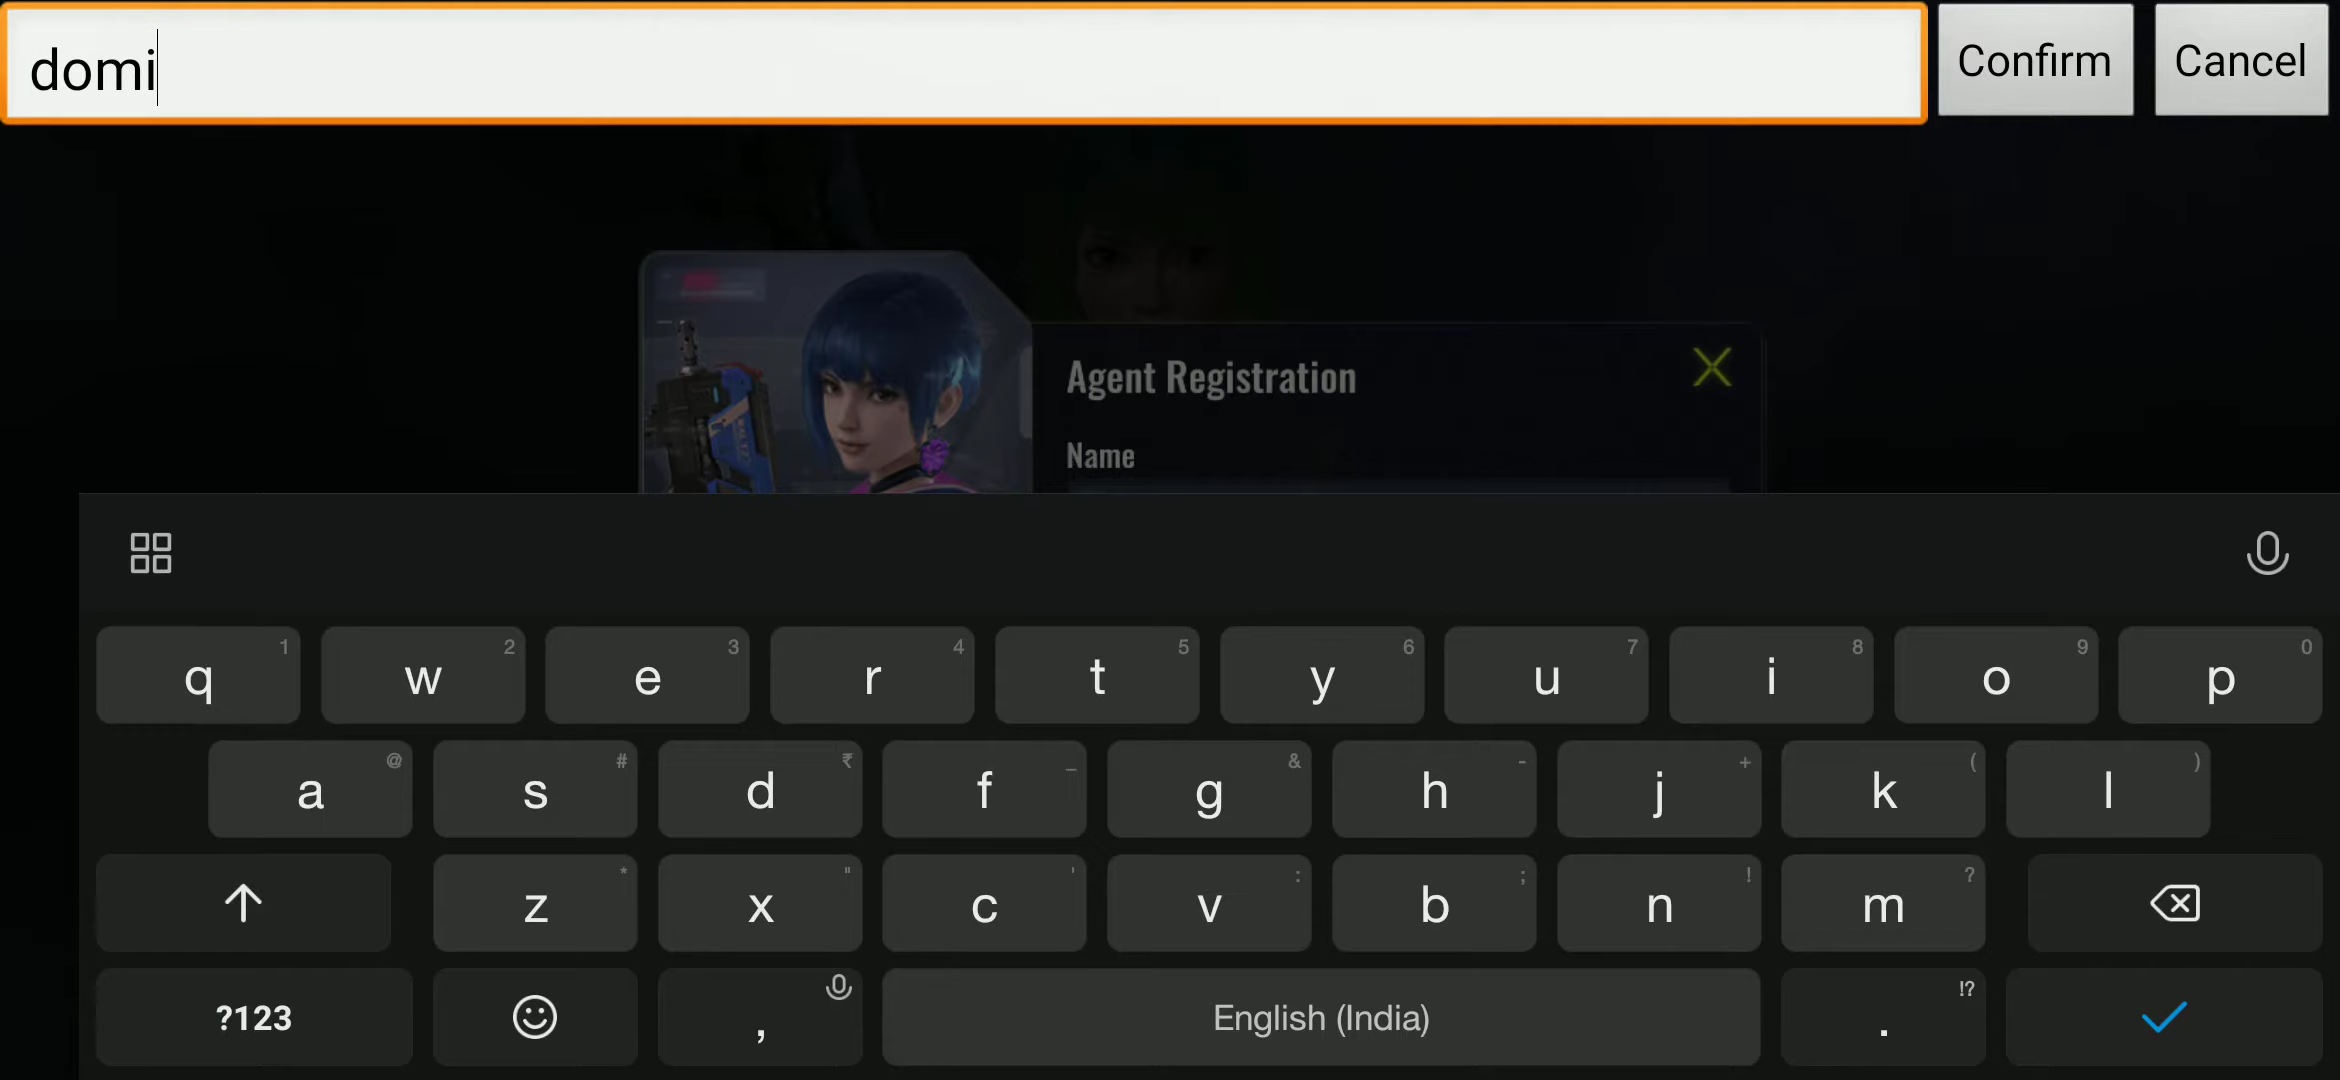 domi
Confirm
Cancel
Agent Registration
Name
q 1 w 2 e 3 r 4 t 5 y 6 u 7 i 8 o 9 p 0
a @ s # d ₹ f _ g & h - j + k ( l )
z * x " c ' v : b ; n ! m ?
?123 , English (India) . !?